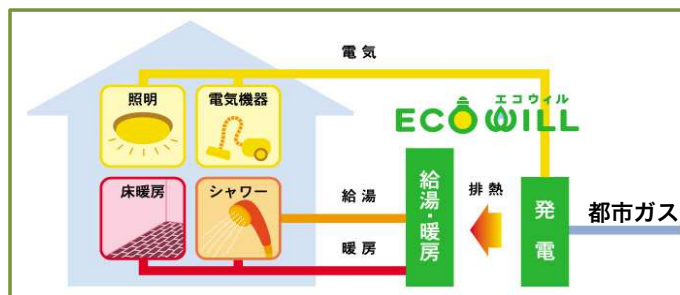 電気
エコウィル
ECOWILL
照明
電気機器
床暖房
シャワー
給湯
暖房
給湯・暖房
排熱
発電
都市ガス